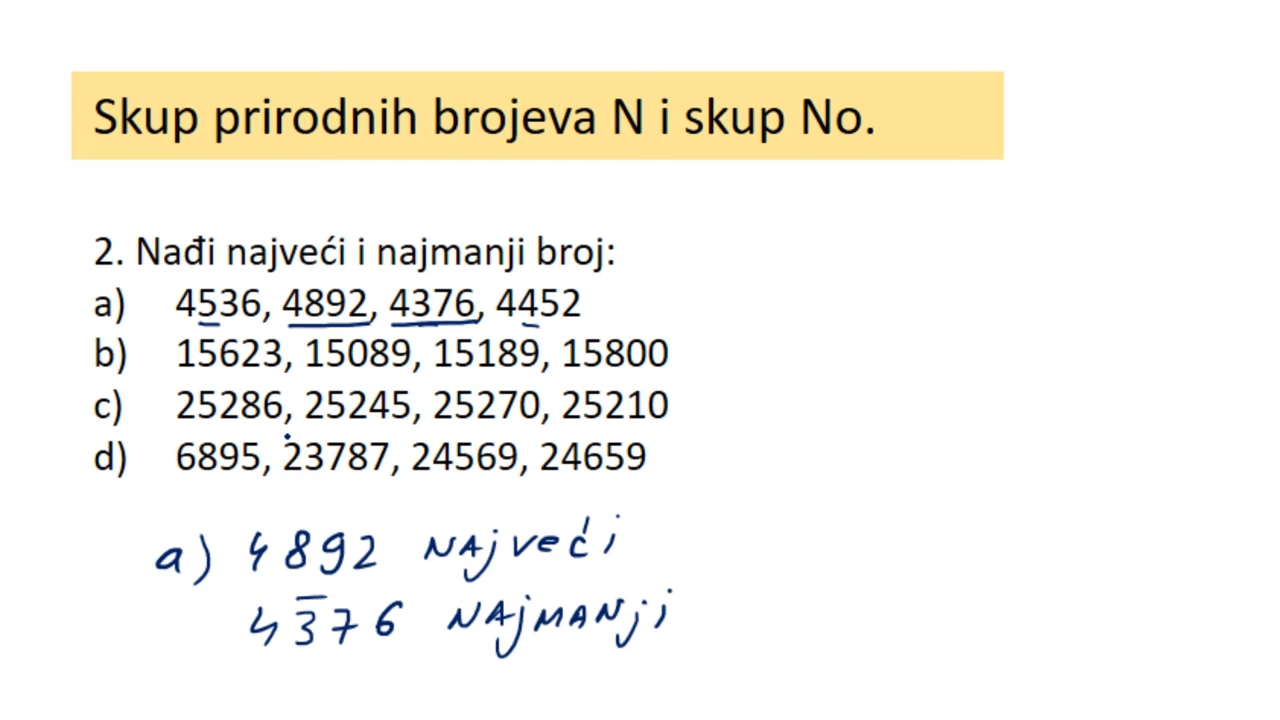 Skup prirodnih brojeva N i skup No.
2. Nađi najveći i najmanji broj:
a) 4536, 4892, 4376, 4452
b) 15623, 15089, 15189, 15800
c) 25286, 25245, 25270, 25210
d) 6895, 23787, 24569, 24659
a) 4892 NAJVEĆI
4376 NAJMANJI